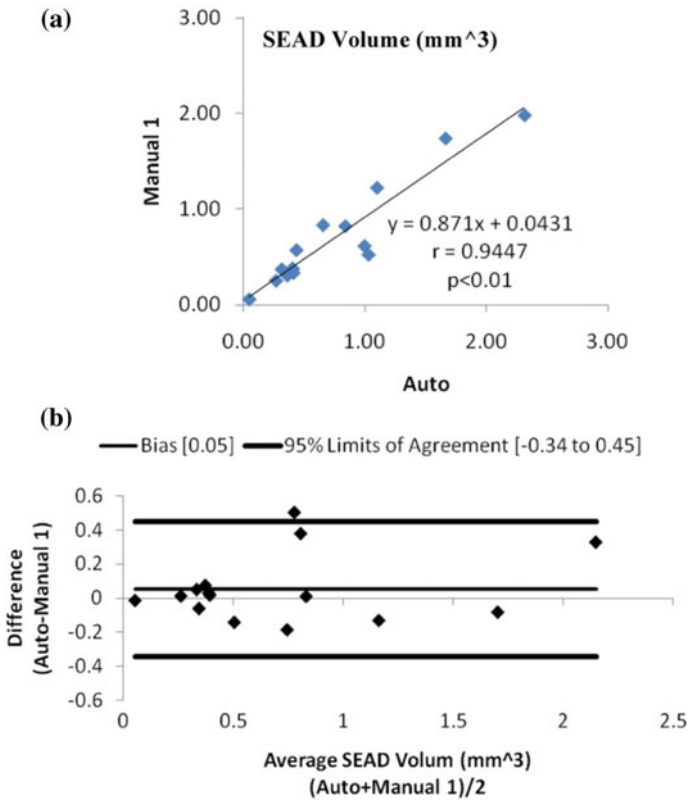 (a)
SEAD Volume (mm^3)
3.00
2.00
1.00
0.00
Manual 1
y = 0.871x + 0.0431
r = 0.9447
p<0.01
0.00 1.00 2.00 3.00
Auto
(b)
Bias [0.05] 95% Limits of Agreement [-0.34 to 0.45]
0.6
0.4
0.2
0
-0.2
-0.4
-0.6
Difference
(Auto-Manual 1)
0 0.5 1 1.5 2 2.5
Average SEAD Volum (mm^3)
(Auto+Manual 1)/2